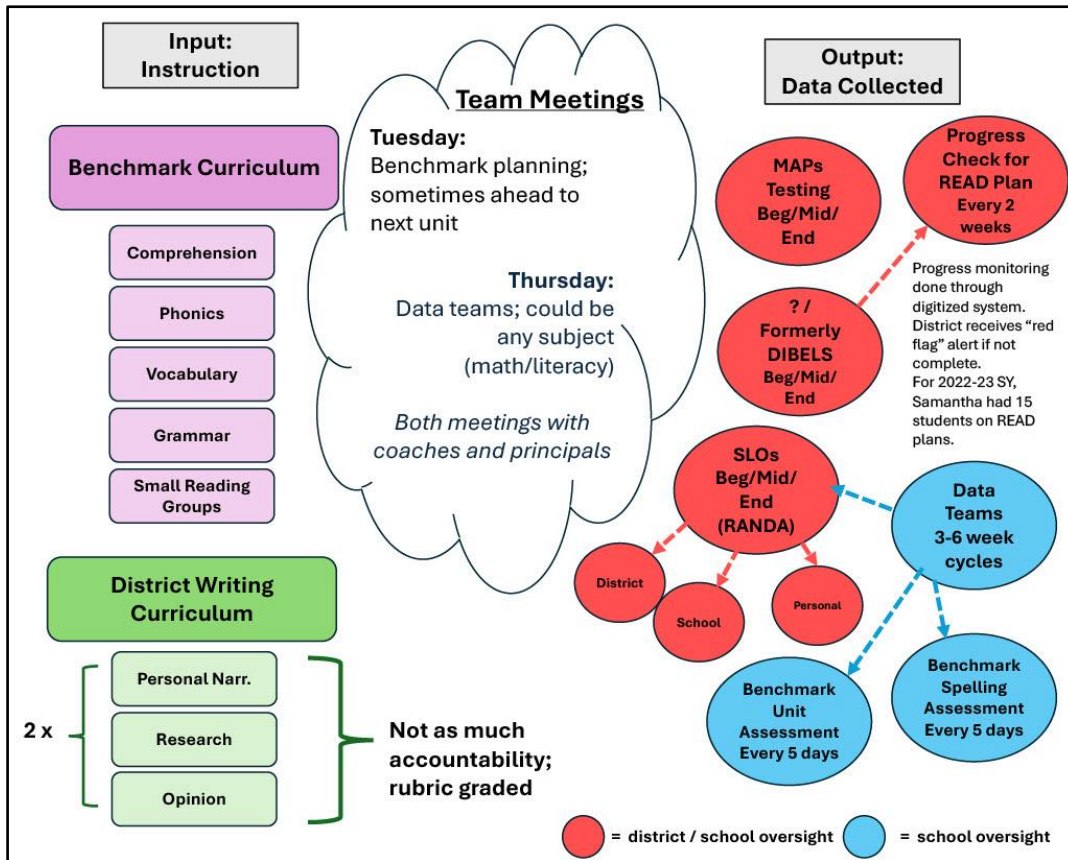 Input:
Instruction
Benchmark Curriculum
Comprehension
Phonics
Vocabulary
Grammar
Small Reading
Groups
District Writing
Curriculum
2 x
Personal Narr.
Research
Opinion
Not as much
accountability;
rubric graded
Team Meetings
Tuesday:
Benchmark planning;
sometimes ahead to
next unit
Thursday:
Data teams; could be
any subject
(math/literacy)
Both meetings with
coaches and principals
Output:
Data Collected
MAPs
Testing
Beg/Mid/
End
Progress
Check for
READ Plan
Every 2
weeks
? /
Formerly
DIBELS
Beg/Mid/
End
Progress monitoring
done through
digitized system.
District receives “red
flag” alert if not
complete.
For 2022-23 SY,
Samantha had 15
students on READ
plans.
SLOs
Beg/Mid/
End
(RANDA)
District
School
Personal
Data
Teams
3-6 week
cycles
Benchmark
Unit
Assessment
Every 5 days
Benchmark
Spelling
Assessment
Every 5 days
= district / school oversight
= school oversight